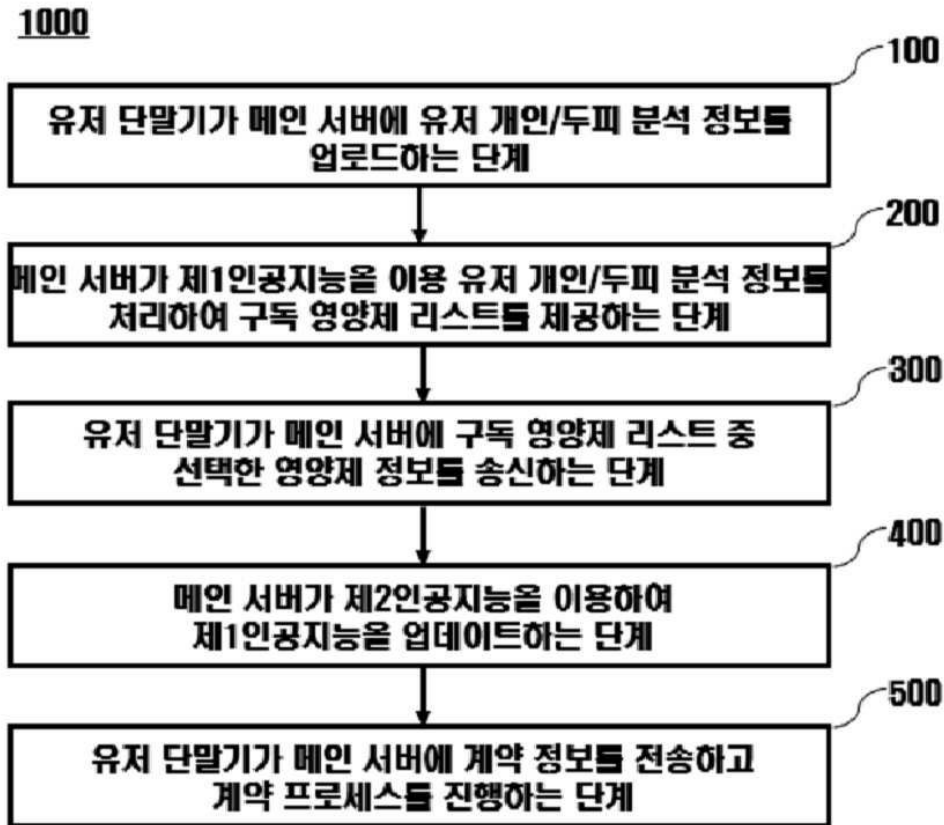 1000
100
유저 단말기가 메인 서버에 유저 개인/두피 분석 정보를
업로드하는 단계
200
메인 서버가 제1인공지능을 이용 유저 개인/두피 분석 정보를
처리하여 구독 영양제 리스트를 제공하는 단계
300
유저 단말기가 메인 서버에 구독 영양제 리스트 중
선택한 영양제 정보를 송신하는 단계
400
메인 서버가 제2인공지능을 이용하여
제1인공지능을 업데이트하는 단계
500
유저 단말기가 메인 서버에 계약 정보를 전송하고
계약 프로세스를 진행하는 단계